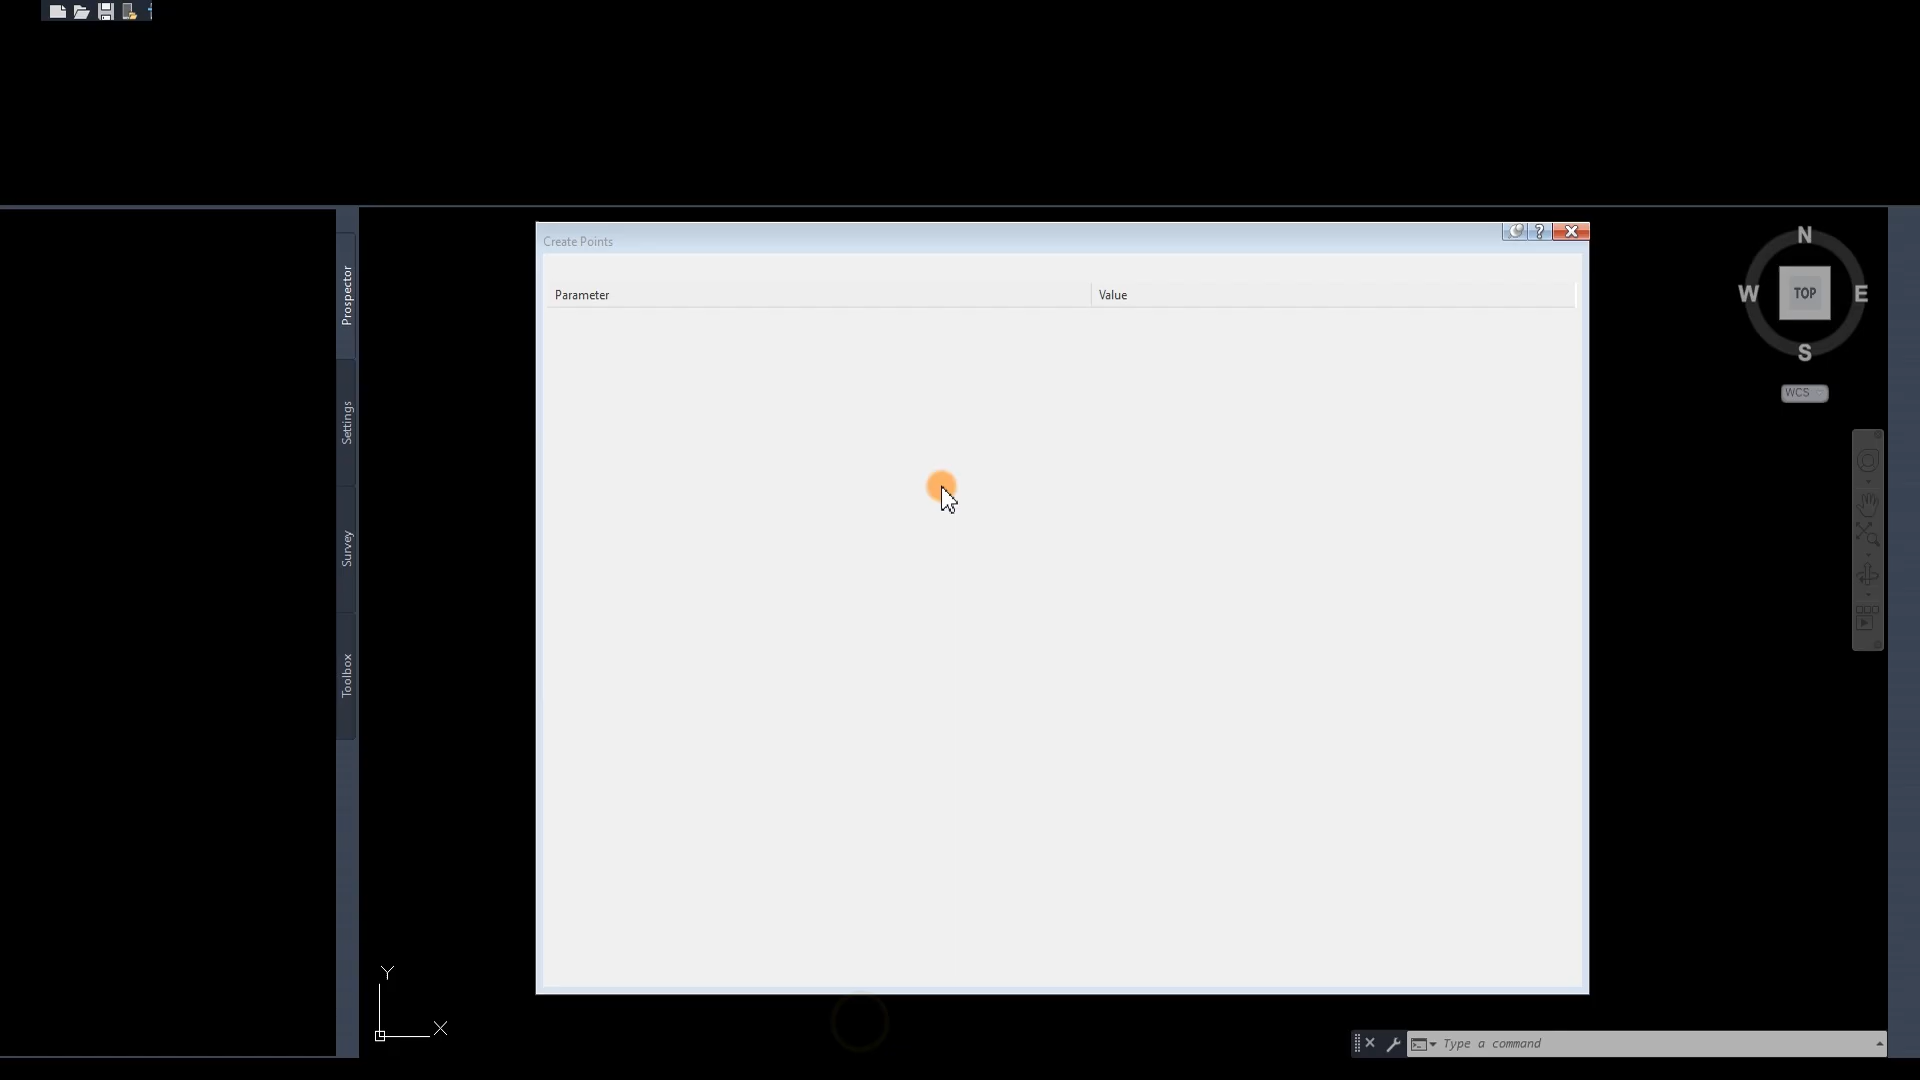 Create Points
?
Parameter Value
N
W TOP E
S
WCS
Prospector
Settings
Survey
Toolbox
Y
X
Type a command